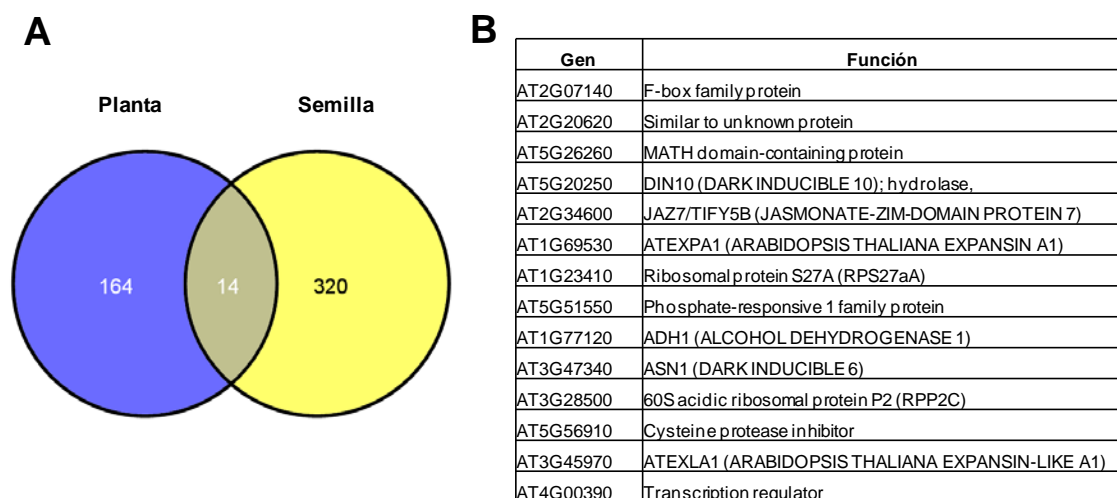 A
B
Planta
Semilla
164
14
320
Gen Función
AT2G07140 F-box family protein
AT2G20620 Similar to unknown protein
AT5G26260 MATH domain-containing protein
AT5G20250 DIN10 (DARK INDUCIBLE 10); hydrolase,
AT2G34600 JAZ7/TIFY5B (JASMONATE-ZIM-DOMAIN PROTEIN 7)
AT1G69530 ATEXPA1 (ARABIDOPSIS THALIANA EXPANSIN A1)
AT1G23410 Ribosomal protein S27A (RPS27aA)
AT5G51550 Phosphate-responsive 1 family protein
AT1G77120 ADH1 (ALCOHOL DEHYDROGENASE 1)
AT3G47340 ASN1 (DARK INDUCIBLE 6)
AT3G28500 60S acidic ribosomal protein P2 (RPP2C)
AT5G56910 Cysteine protease inhibitor
AT3G45970 ATEXLA1 (ARABIDOPSIS THALIANA EXPANSIN-LIKE A1)
AT4G00390 Transcription regulator